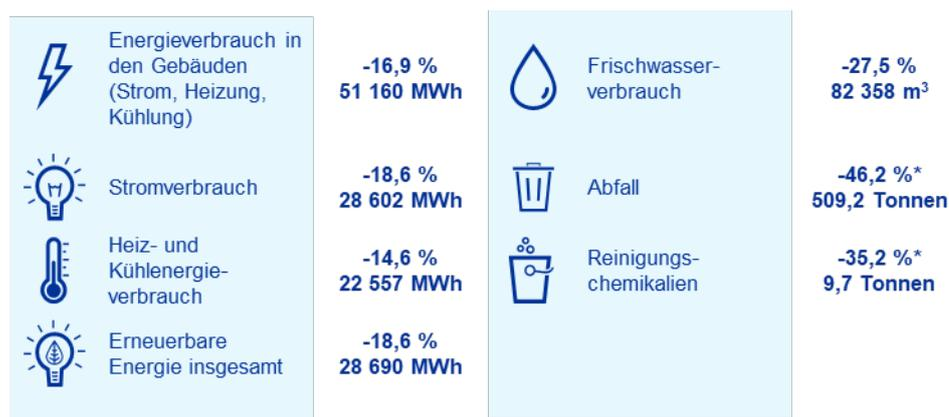 Energieverbrauch in
den Gebäuden
(Strom, Heizung,
Kühlung)
-16,9 %
51 160 MWh
Stromverbrauch
-18,6 %
28 602 MWh
Heiz- und
Kühlenergie-
verbrauch
-14,6 %
22 557 MWh
Erneuerbare
Energie insgesamt
-18,6 %
28 690 MWh
Frischwasser-
verbrauch
-27,5 %
82 358 m³
Abfall
-46,2 %*
509,2 Tonnen
Reinigungs-
chemikalien
-35,2 %*
9,7 Tonnen